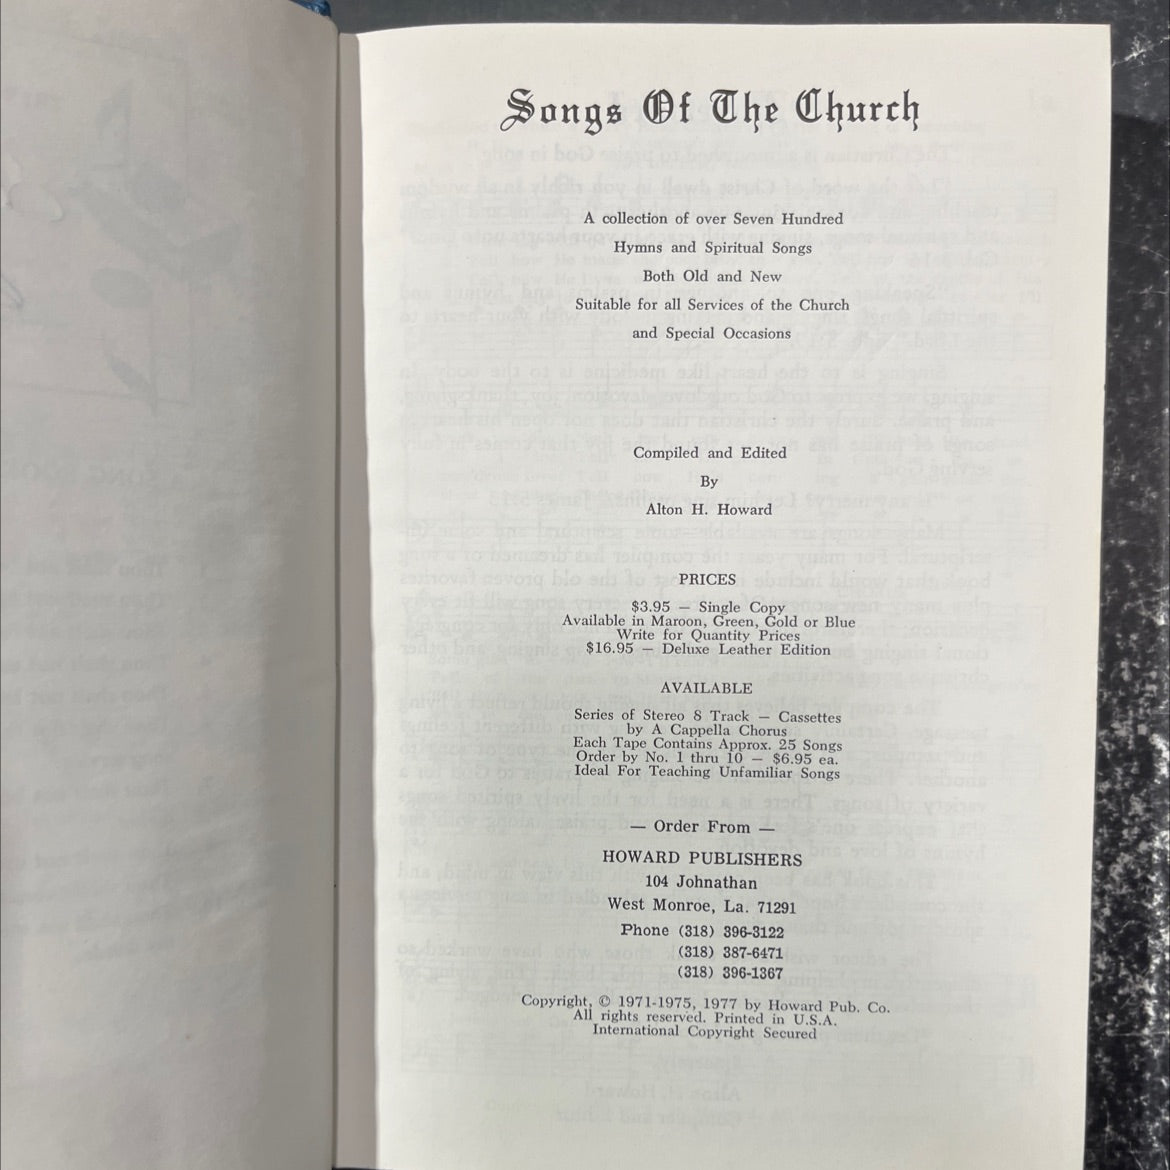 Songs Of The Church
A collection of over Seven Hundred
Hymns and Spiritual Songs
Both Old and New
Suitable for all Services of the Church
and Special Occasions
Compiled and Edited
By
Alton H. Howard
PRICES
$3.95 — Single Copy
Available in Maroon, Green, Gold or Blue
Write for Quantity Prices
$16.95 — Deluxe Leather Edition
AVAILABLE
Series of Stereo 8 Track — Cassettes
by A Cappella Chorus
Each Tape Contains Approx. 25 Songs
Order by No. 1 thru 10 — $6.95 ea.
Ideal For Teaching Unfamiliar Songs
— Order From —
HOWARD PUBLISHERS
104 Johnathan
West Monroe, La. 71291
Phone (318) 396-3122
(318) 387-6471
(318) 396-1367
Copyright, © 1971-1975, 1977 by Howard Pub. Co.
All rights reserved. Printed in U.S.A.
International Copyright Secured